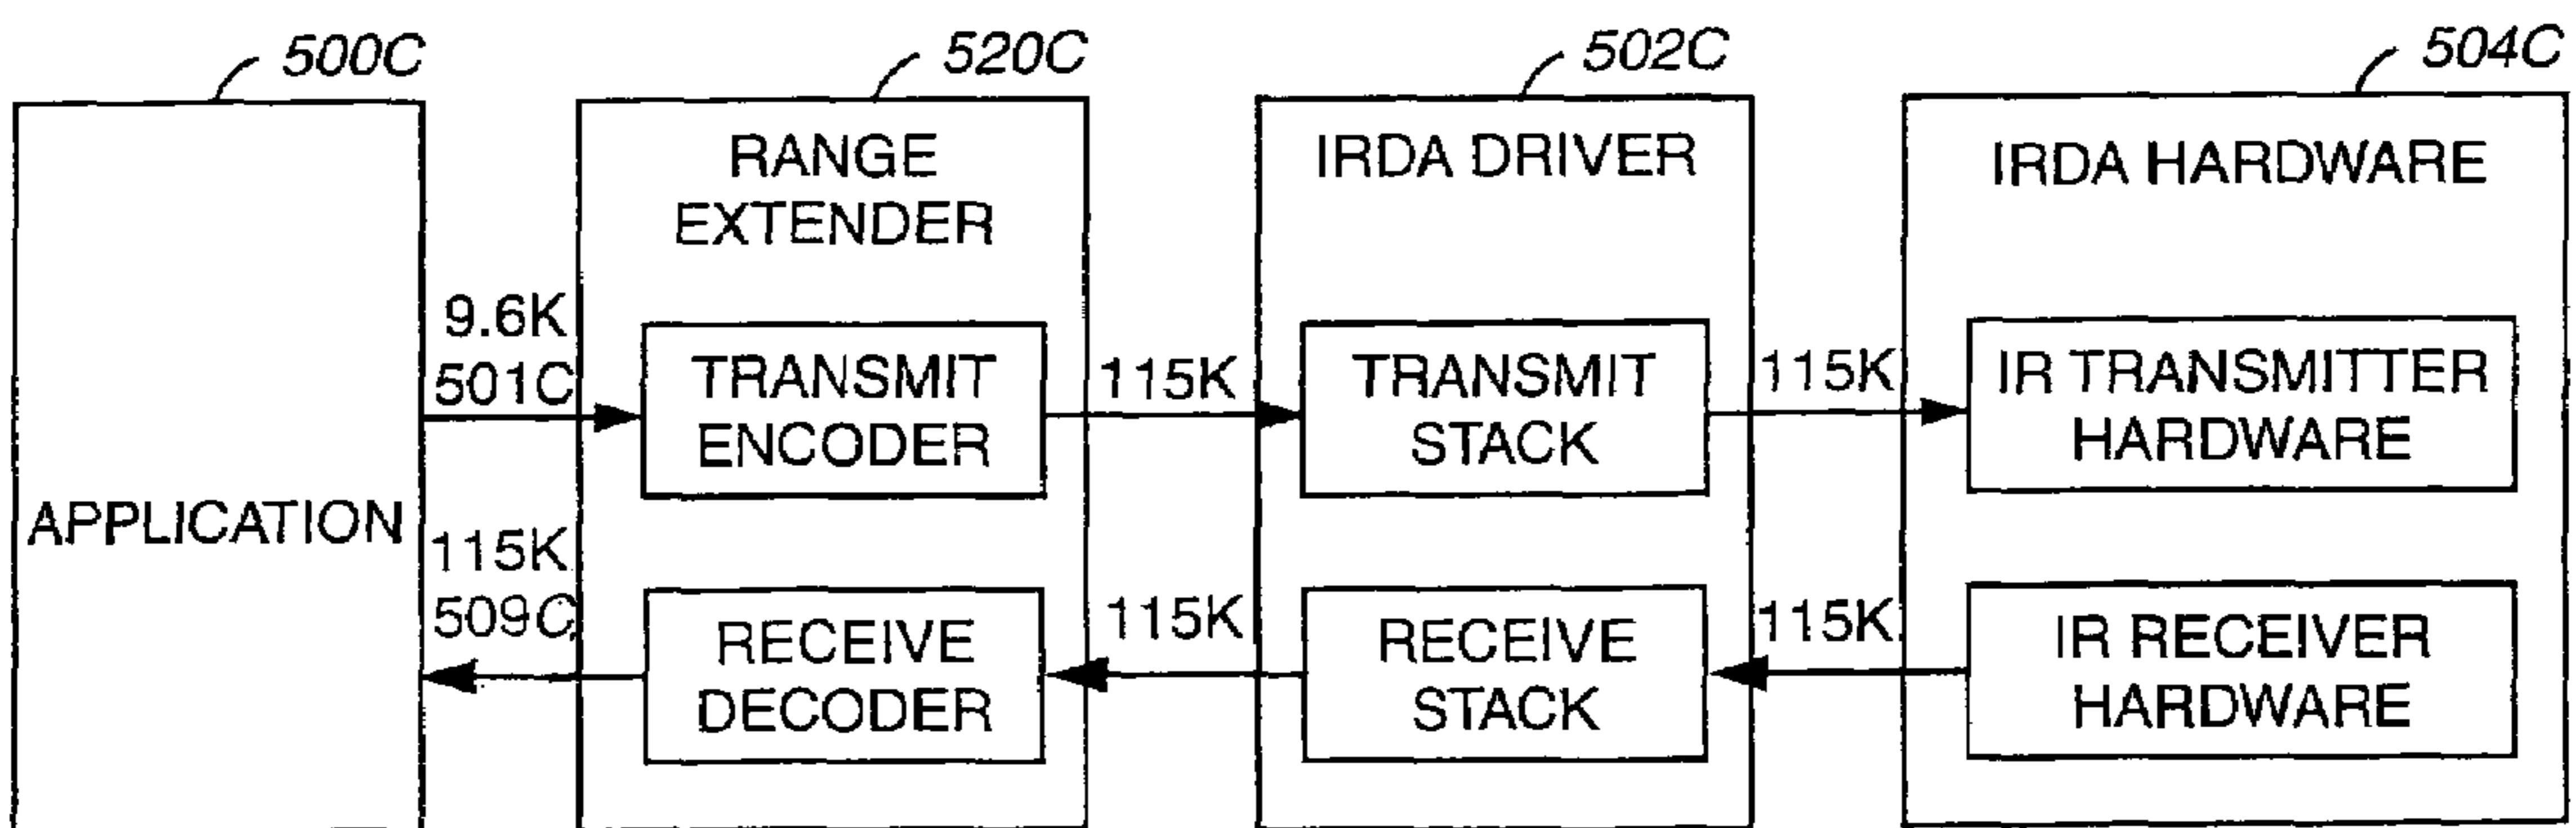 500C
520C
502C
504C
RANGE
EXTENDER
IRDA DRIVER
IRDA HARDWARE
9.6K
501C
TRANSMIT
ENCODER
115K
TRANSMIT
STACK
115K
IR TRANSMITTER
HARDWARE
APPLICATION
115K
509C
RECEIVE
DECODER
115K
RECEIVE
STACK
115K
IR RECEIVER
HARDWARE